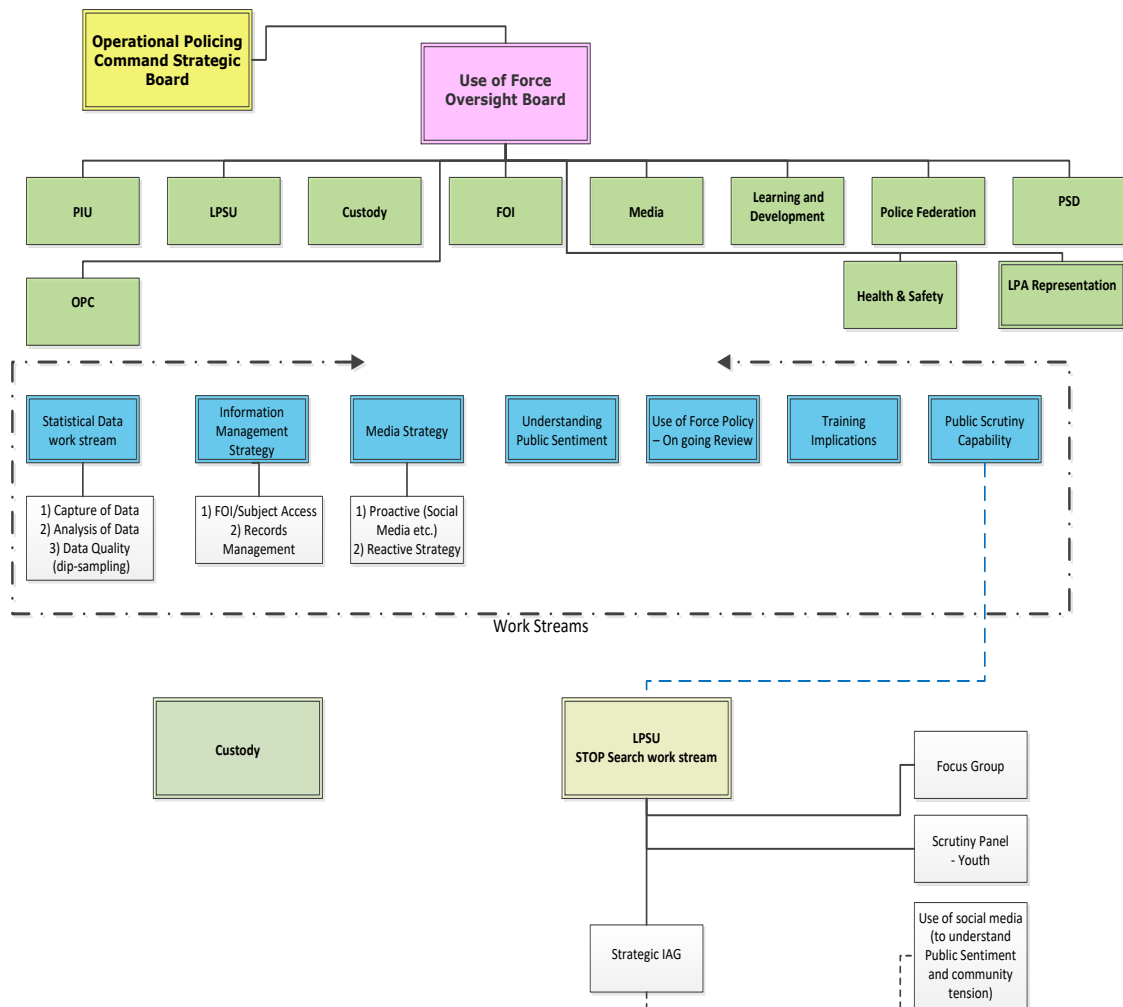 Operational Policing
Command Strategic
Board
Use of Force
Oversight Board
PIU
LPSU
Custody
FOI
Media
Learning and
Development
Police Federation
PSD
OPC
Health & Safety
LPA Representation
Statistical Data
work stream
Information
Management
Strategy
Media Strategy
Understanding
Public Sentiment
Use of Force Policy
– On going Review
Training
Implications
Public Scrutiny
Capability
1) Capture of Data
2) Analysis of Data
3) Data Quality
(dip-sampling)
1) FOI/Subject Access
2) Records
Management
1) Proactive (Social
Media etc.)
2) Reactive Strategy
Work Streams
Custody
LPSU
STOP Search work stream
Focus Group
Scrutiny Panel
- Youth
Strategic IAG
Use of social media
(to understand
Public Sentiment
and community
tension)